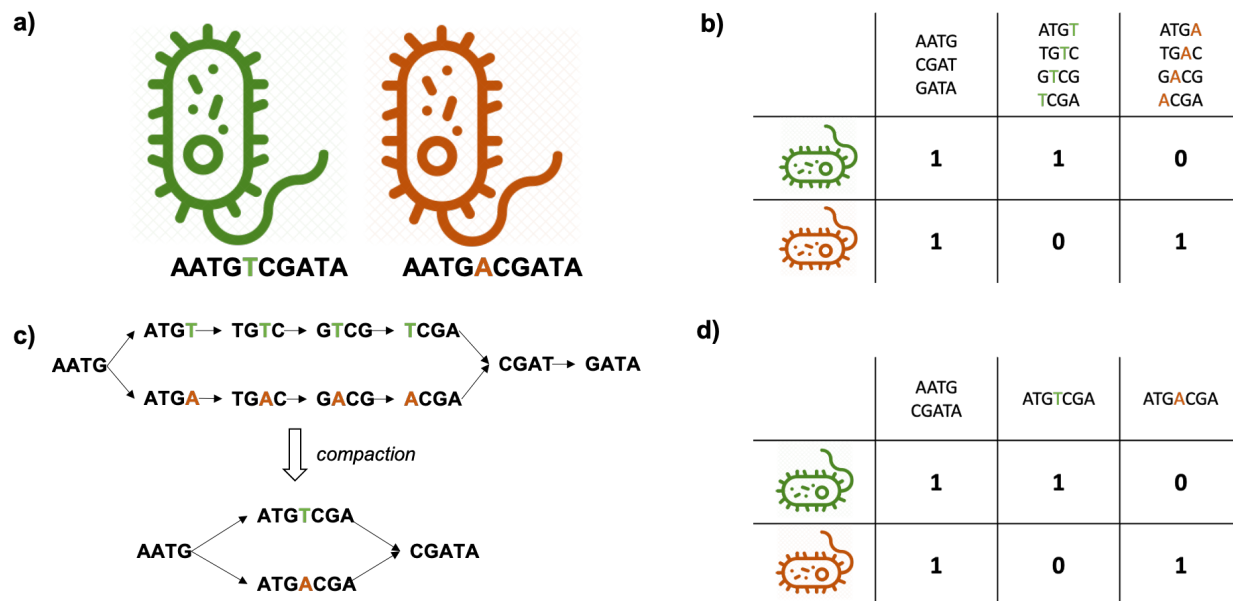 a)
AATGTCGATA
AATGACGATA
b)
AATG
CGAT
GATA
ATGT
TGTC
GTCG
TCGA
ATGA
TGAC
GACG
ACGA
1 1 0
1 0 1
c)
ATGT TGTC GTCG TCGA
AATG CGAT GATA
ATGA TGAC GACG ACGA
compaction
ATGTCGA
AATG CGATA
ATGACGA
d)
AATG
CGATA
ATGTCGA
ATGACGA
1 1 0
1 0 1